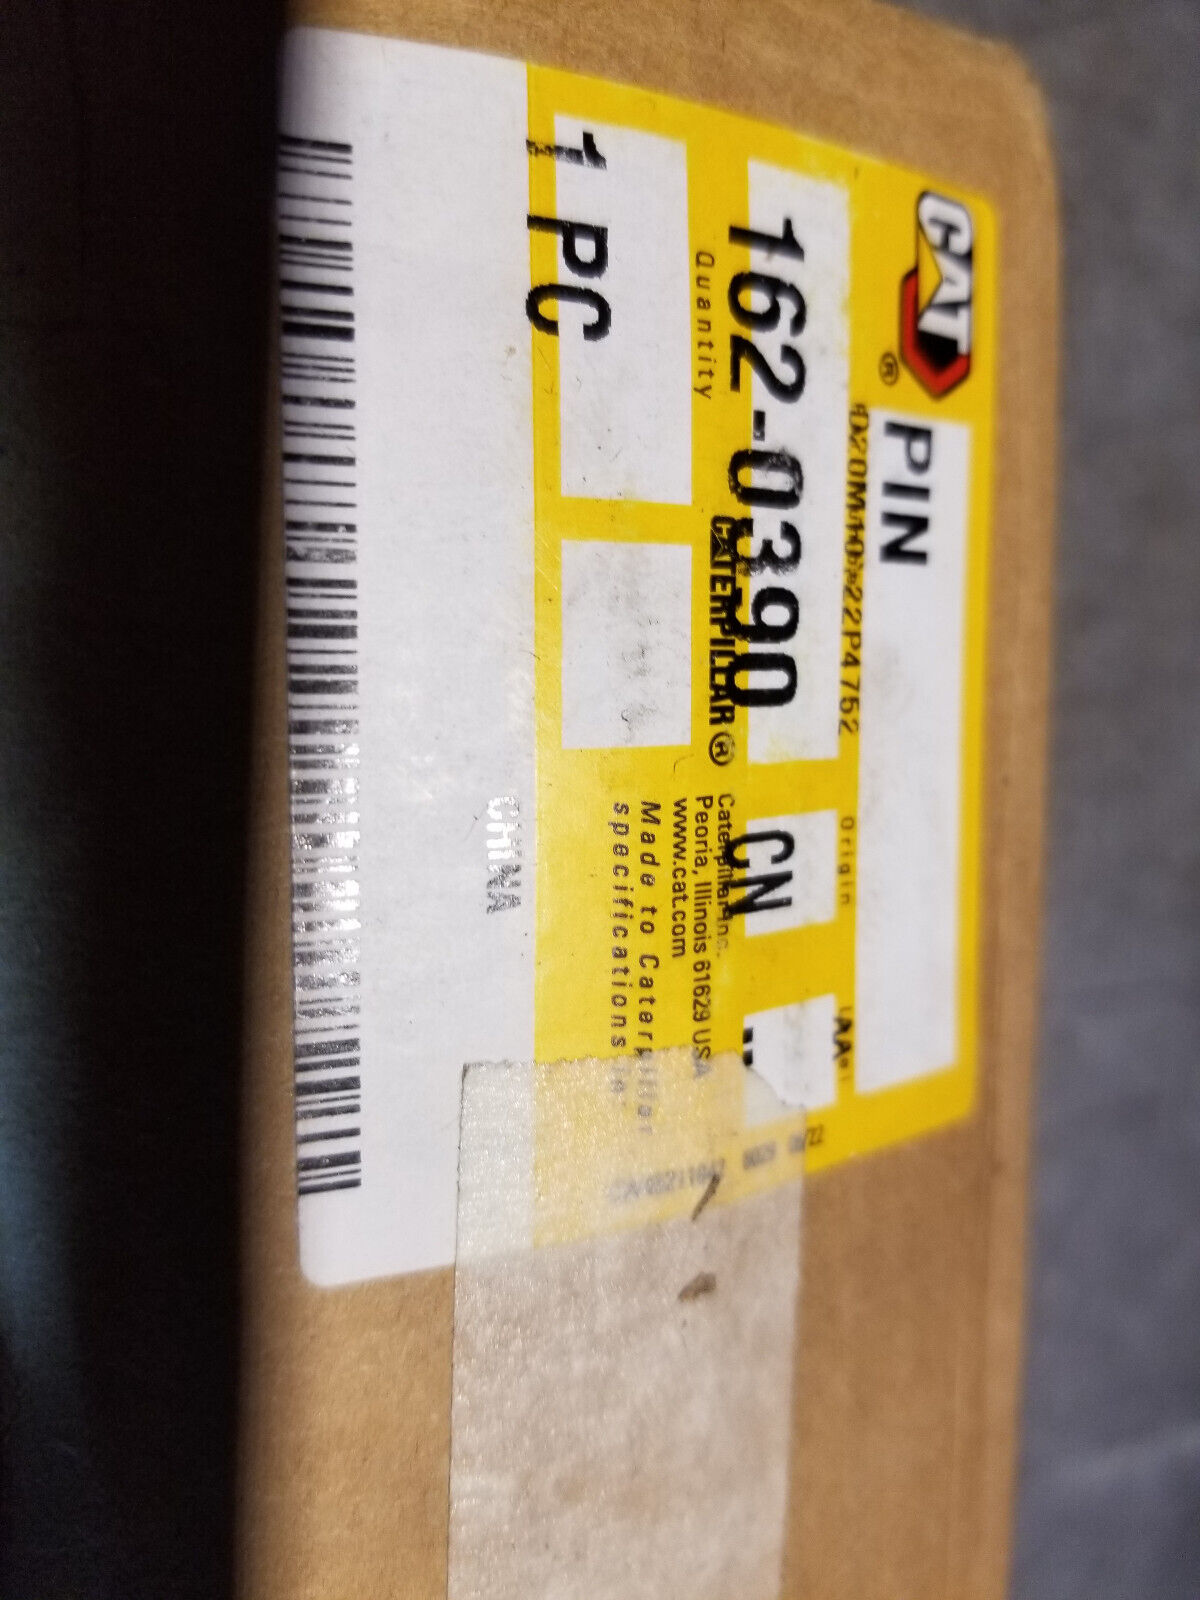 CAT®
PIN
162-0390 CN
Origin
Quantity
1 PC
CATERPILLAR®
Caterpillar Inc.
Peoria, Illinois 61629 USA
www.cat.com
Made to Caterpillar
specifications in:
CHINA